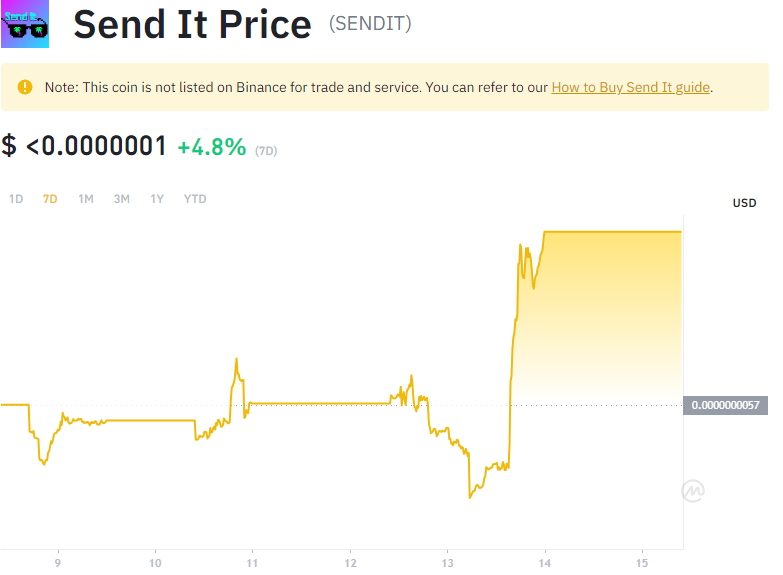 Send It
Send It Price (SENDIT)
Note: This coin is not listed on Binance for trade and service. You can refer to our How to Buy Send It guide.
$ <0.0000001 +4.8% (7D)
1D 7D 1M 3M 1Y YTD
USD
0.0000000057
9 10 11 12 13 14 15